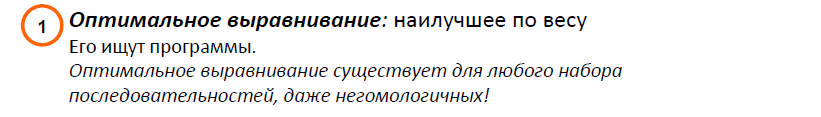 1 Оптимальное выравнивание: наилучшее по весу
Его ищут программы.
Оптимальное выравнивание существует для любого набора
последовательностей, даже негомологичных!